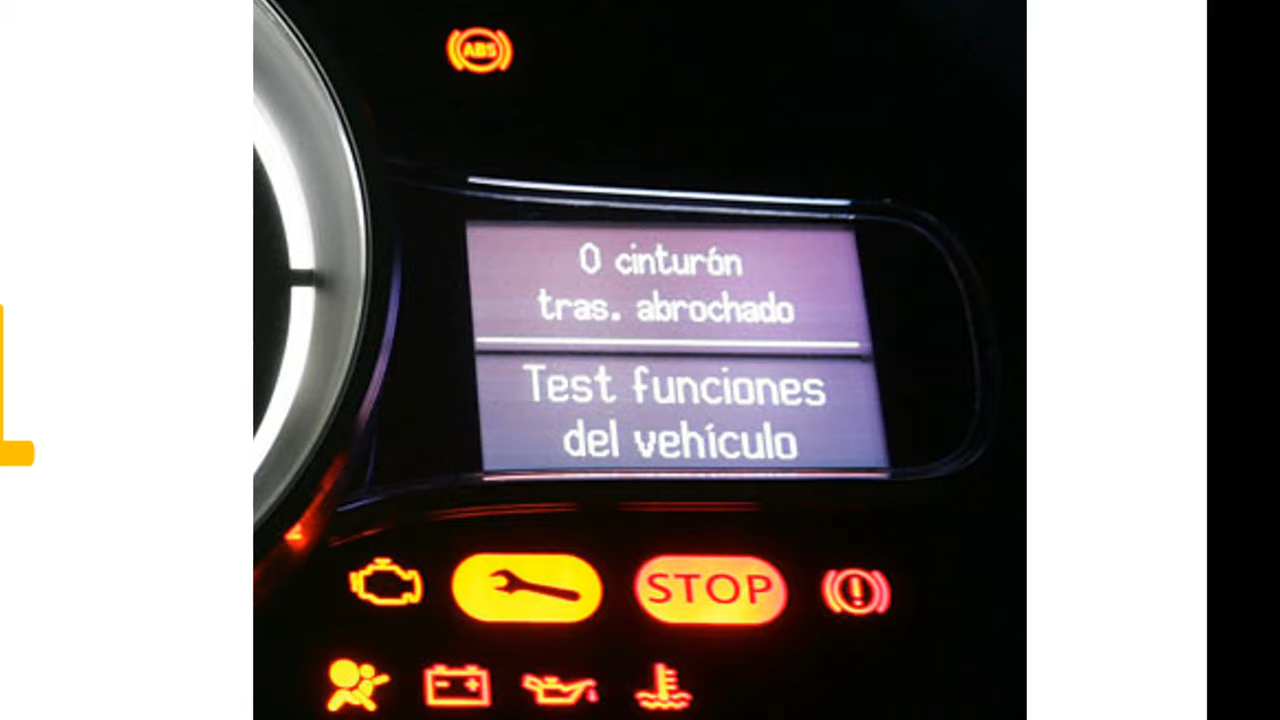 ABS
0 cinturón
tras. abrochado
Test funciones
del vehículo
STOP